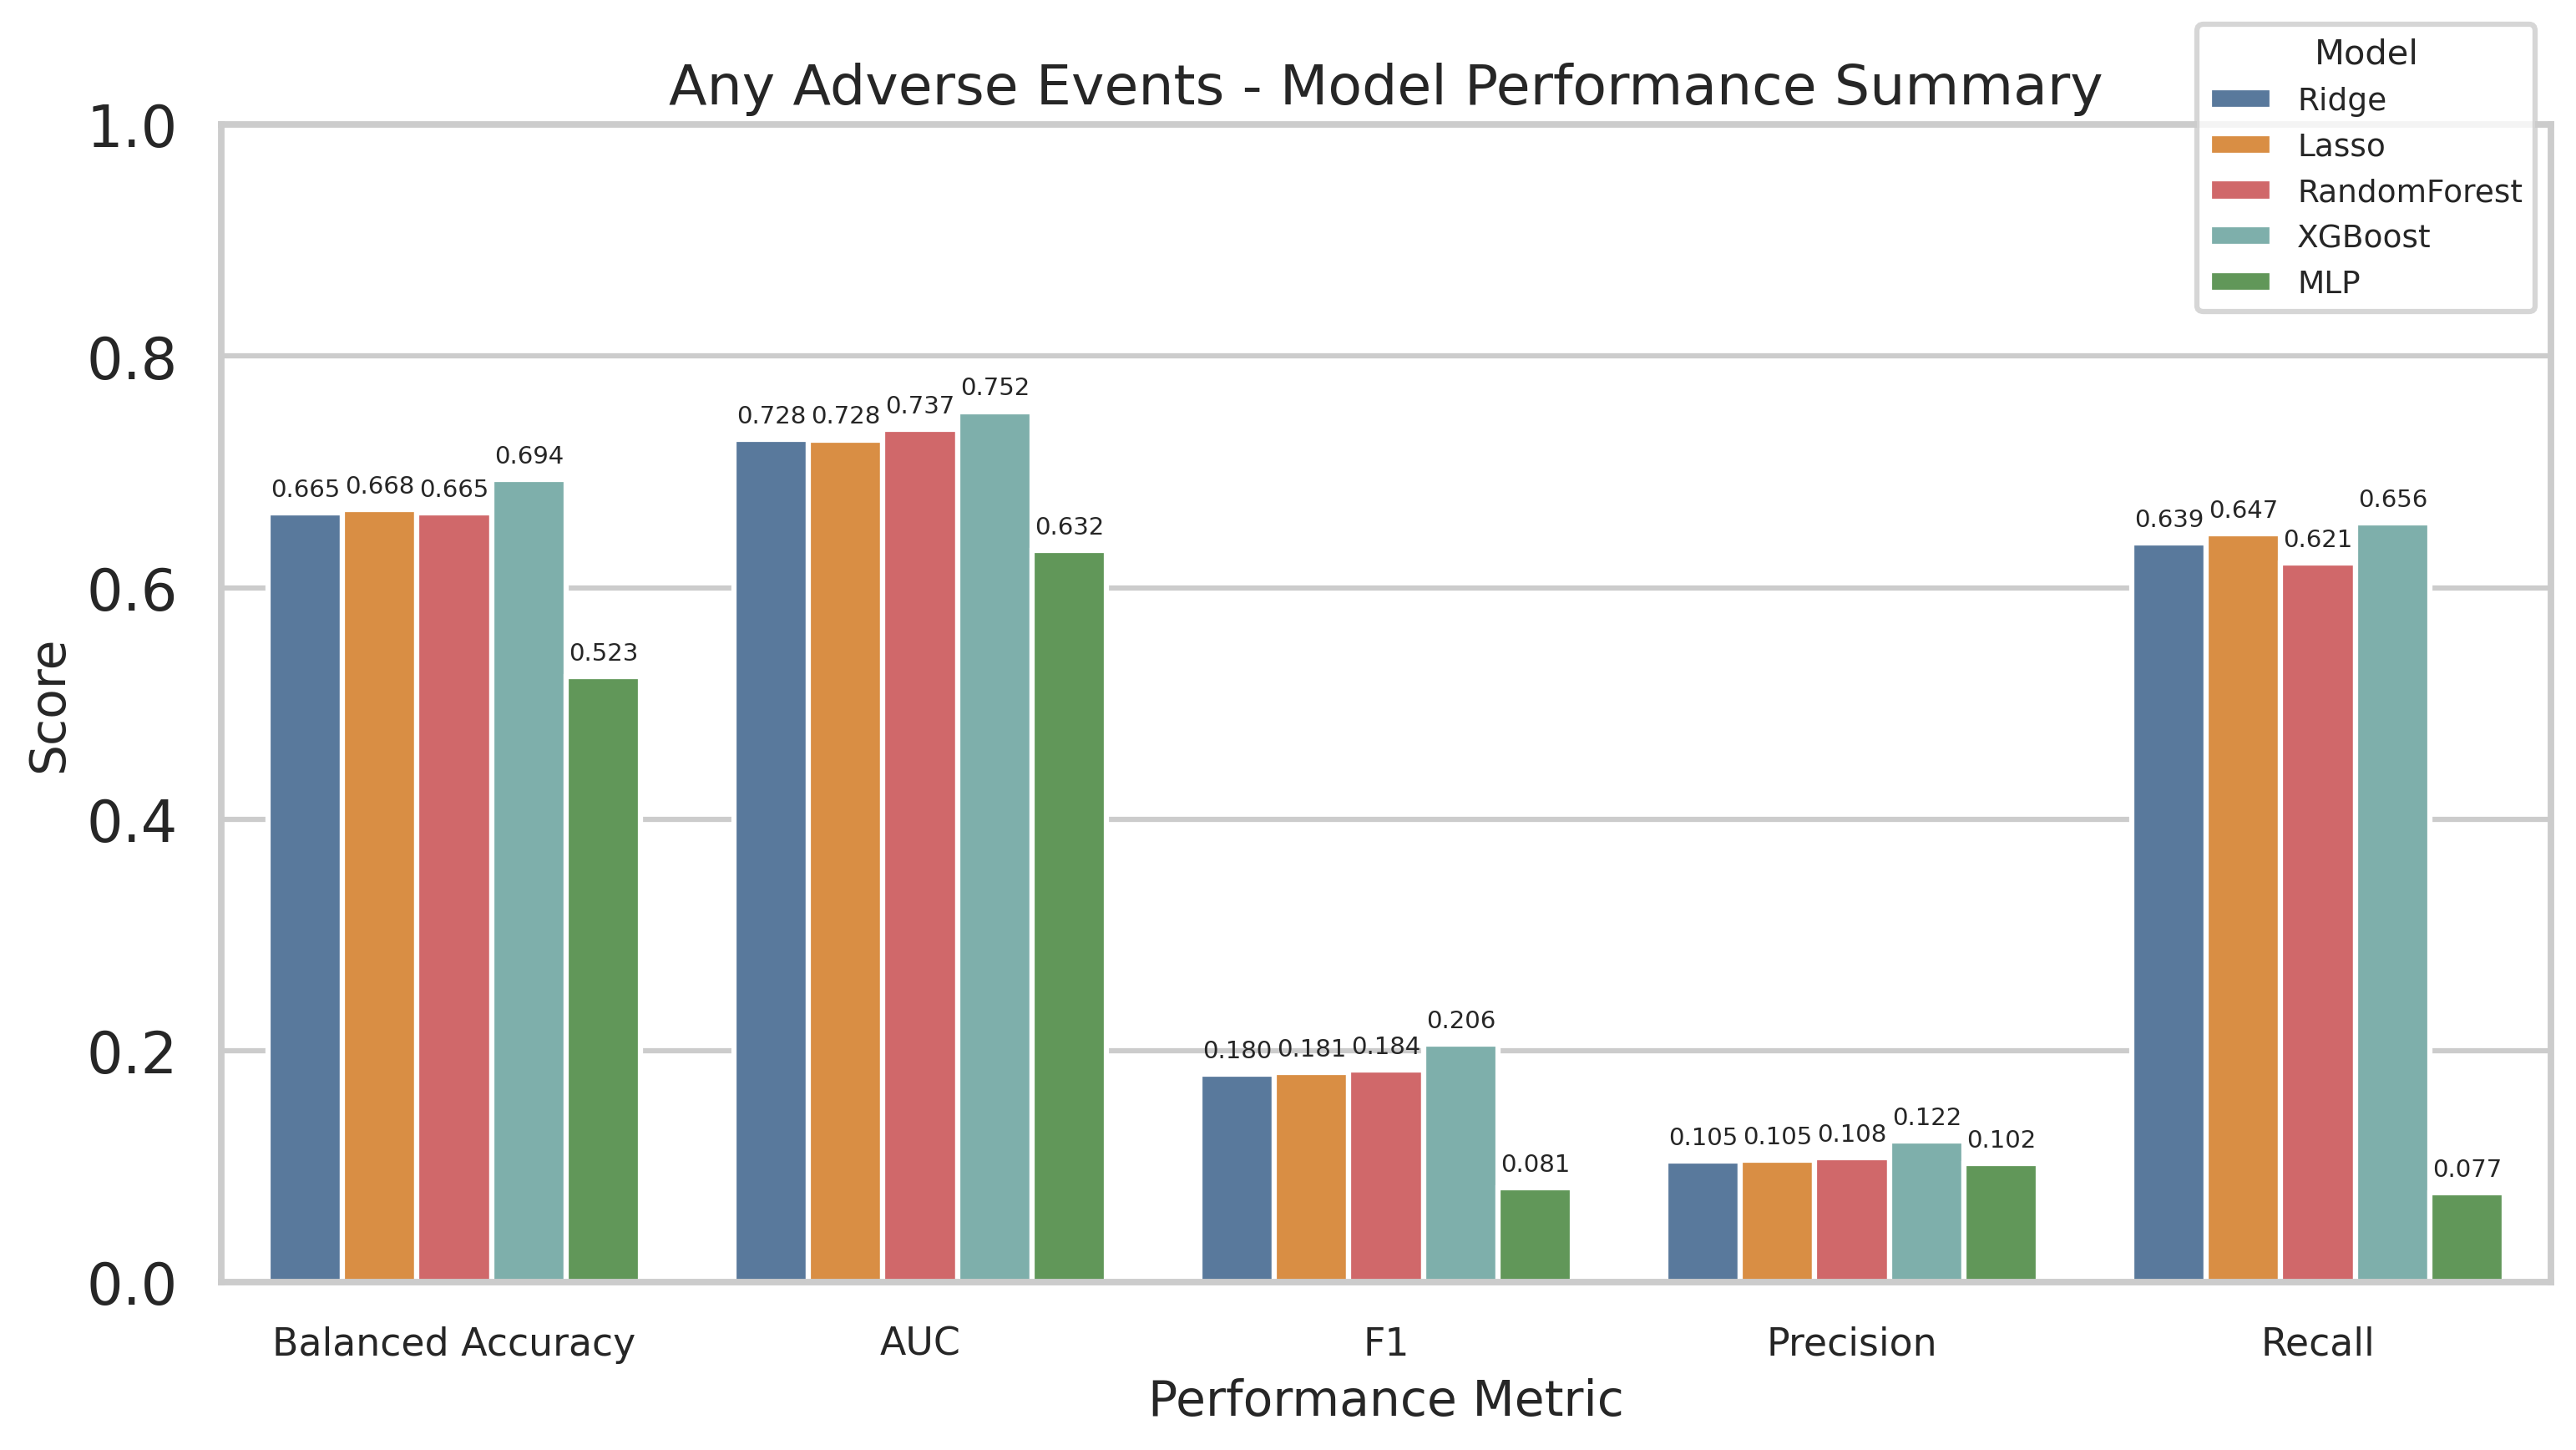 Any Adverse Events - Model Performance Summary
Model
Ridge
Lasso
RandomForest
XGBoost
MLP
1.0
0.8
0.6
0.4
0.2
0.0
Score
0.665 0.668 0.665 0.694 0.523
0.728 0.728 0.737 0.752 0.632
0.180 0.181 0.184 0.206 0.081
0.105 0.105 0.108 0.122 0.102
0.639 0.647 0.621 0.656 0.077
Balanced Accuracy
AUC
F1
Precision
Recall
Performance Metric